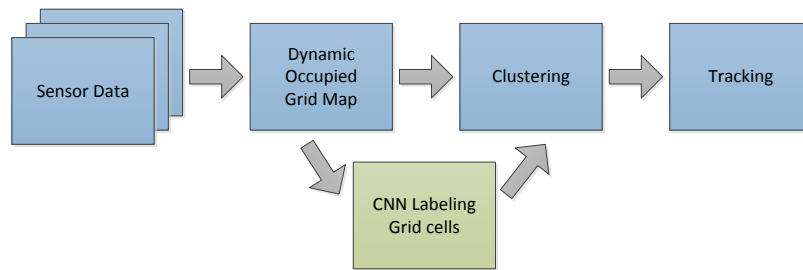 Sensor Data
Dynamic
Occupied
Grid Map
Clustering
Tracking
CNN Labeling
Grid cells